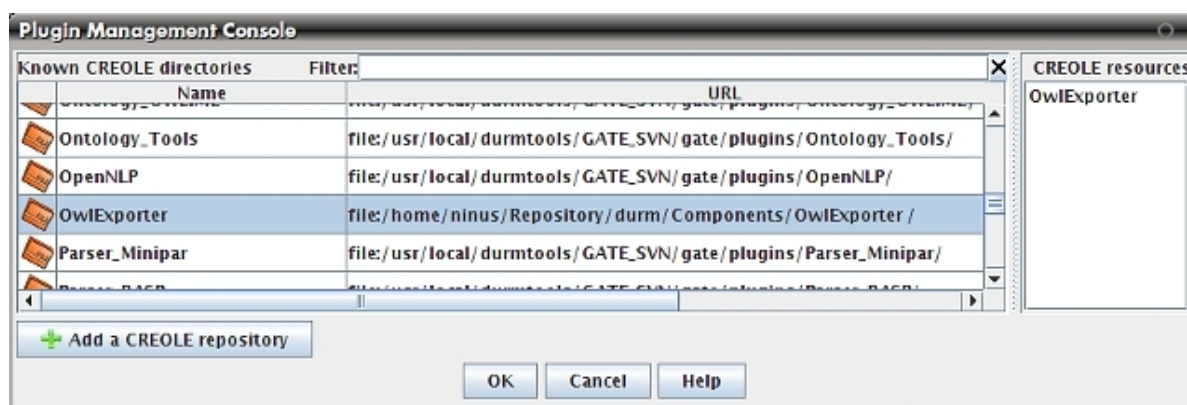 Plugin Management Console
Known CREOLE directories Filter: CREOLE resources
Name URL
Ontology_Tools file:/usr/local/durmtools/GATE_SVN/gate/plugins/Ontology_Tools/
OpenNLP file:/usr/local/durmtools/GATE_SVN/gate/plugins/OpenNLP/
OwlExporter file:/home/ninus/Repository/durm/Components/OwlExporter/
Parser_Minipar file:/usr/local/durmtools/GATE_SVN/gate/plugins/Parser_Minipar/
OwlExporter
Add a CREOLE repository
OK Cancel Help